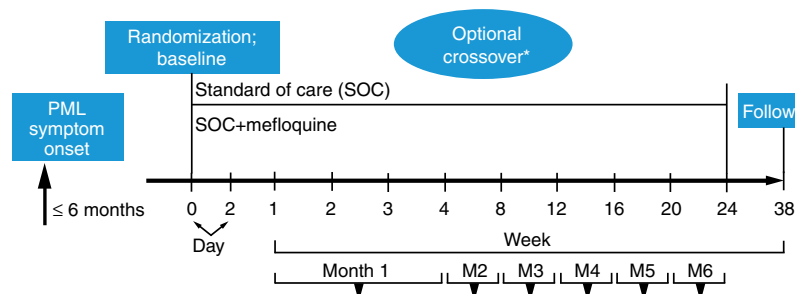 Randomization;
baseline
Optional
crossover*
Standard of care (SOC)
SOC+mefloquine
PML
symptom
onset
Follow
≤ 6 months
0 2 1 2 3 4 8 12 16 20 24 38
Day
Week
Month 1 M2 M3 M4 M5 M6